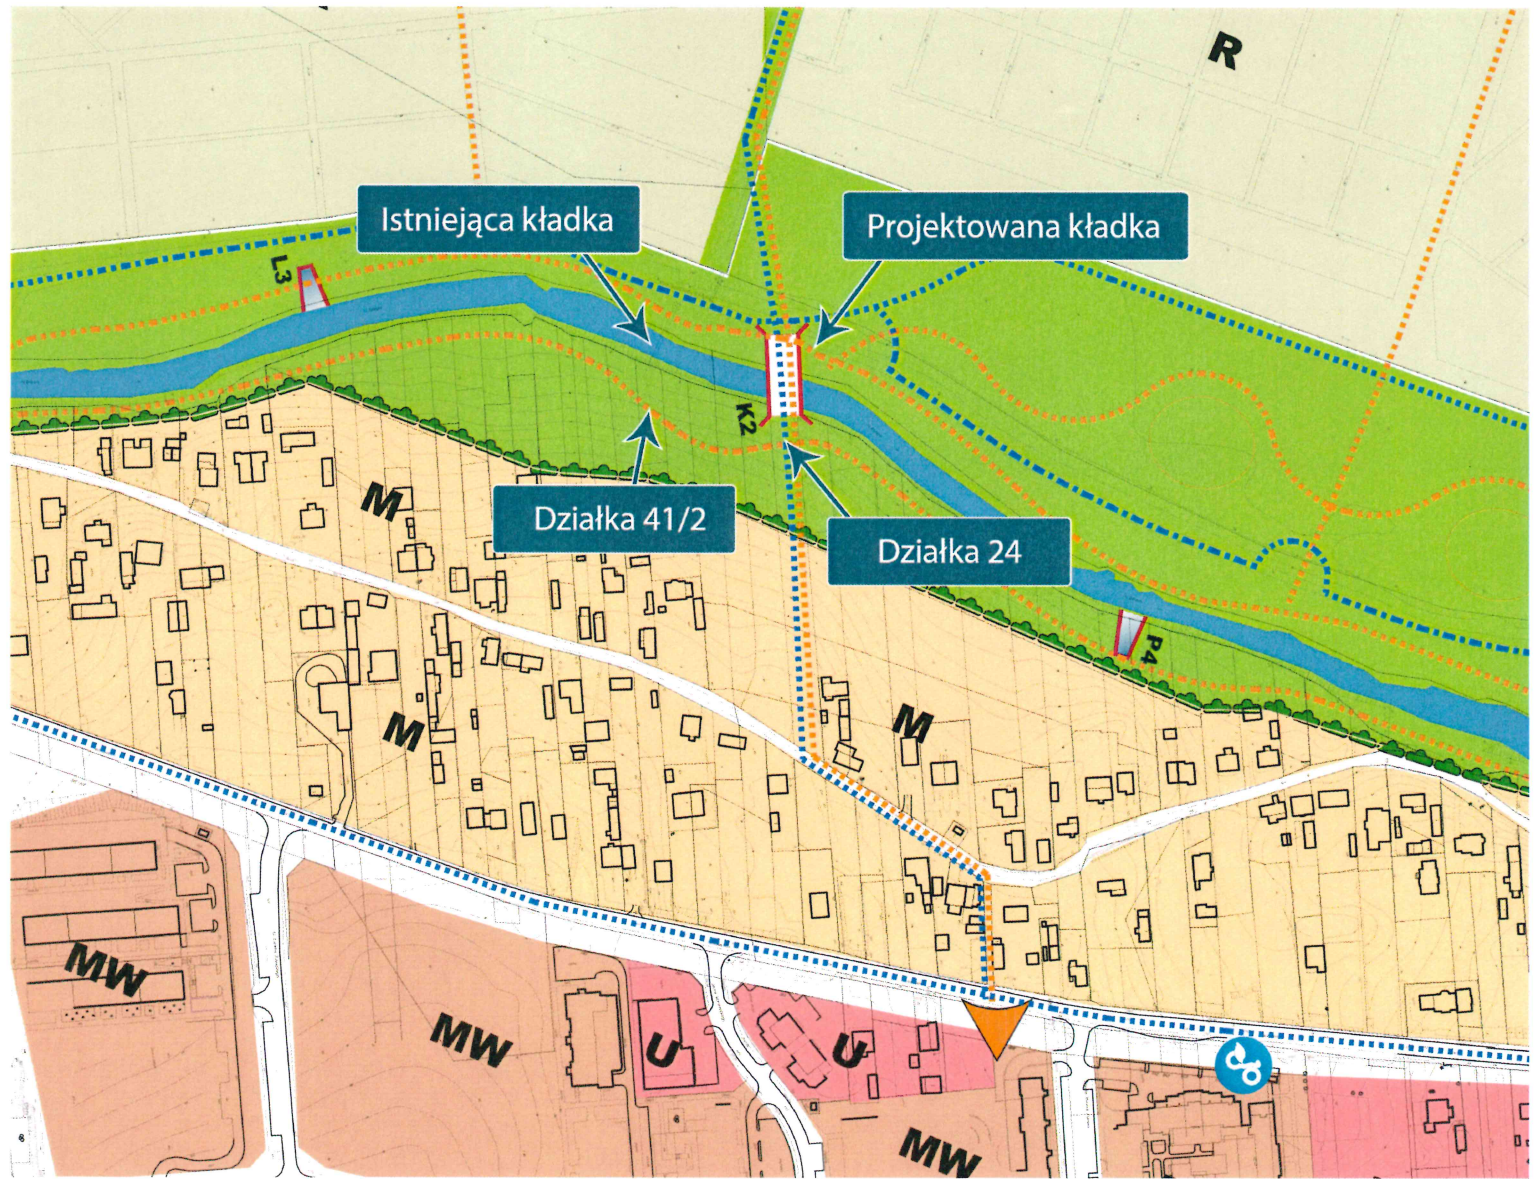 R
Istniejąca kładka
Projektowana kładka
L3
K2
M
Działka 41/2
Działka 24
P4
M
M
MW
MW
U
U
MW